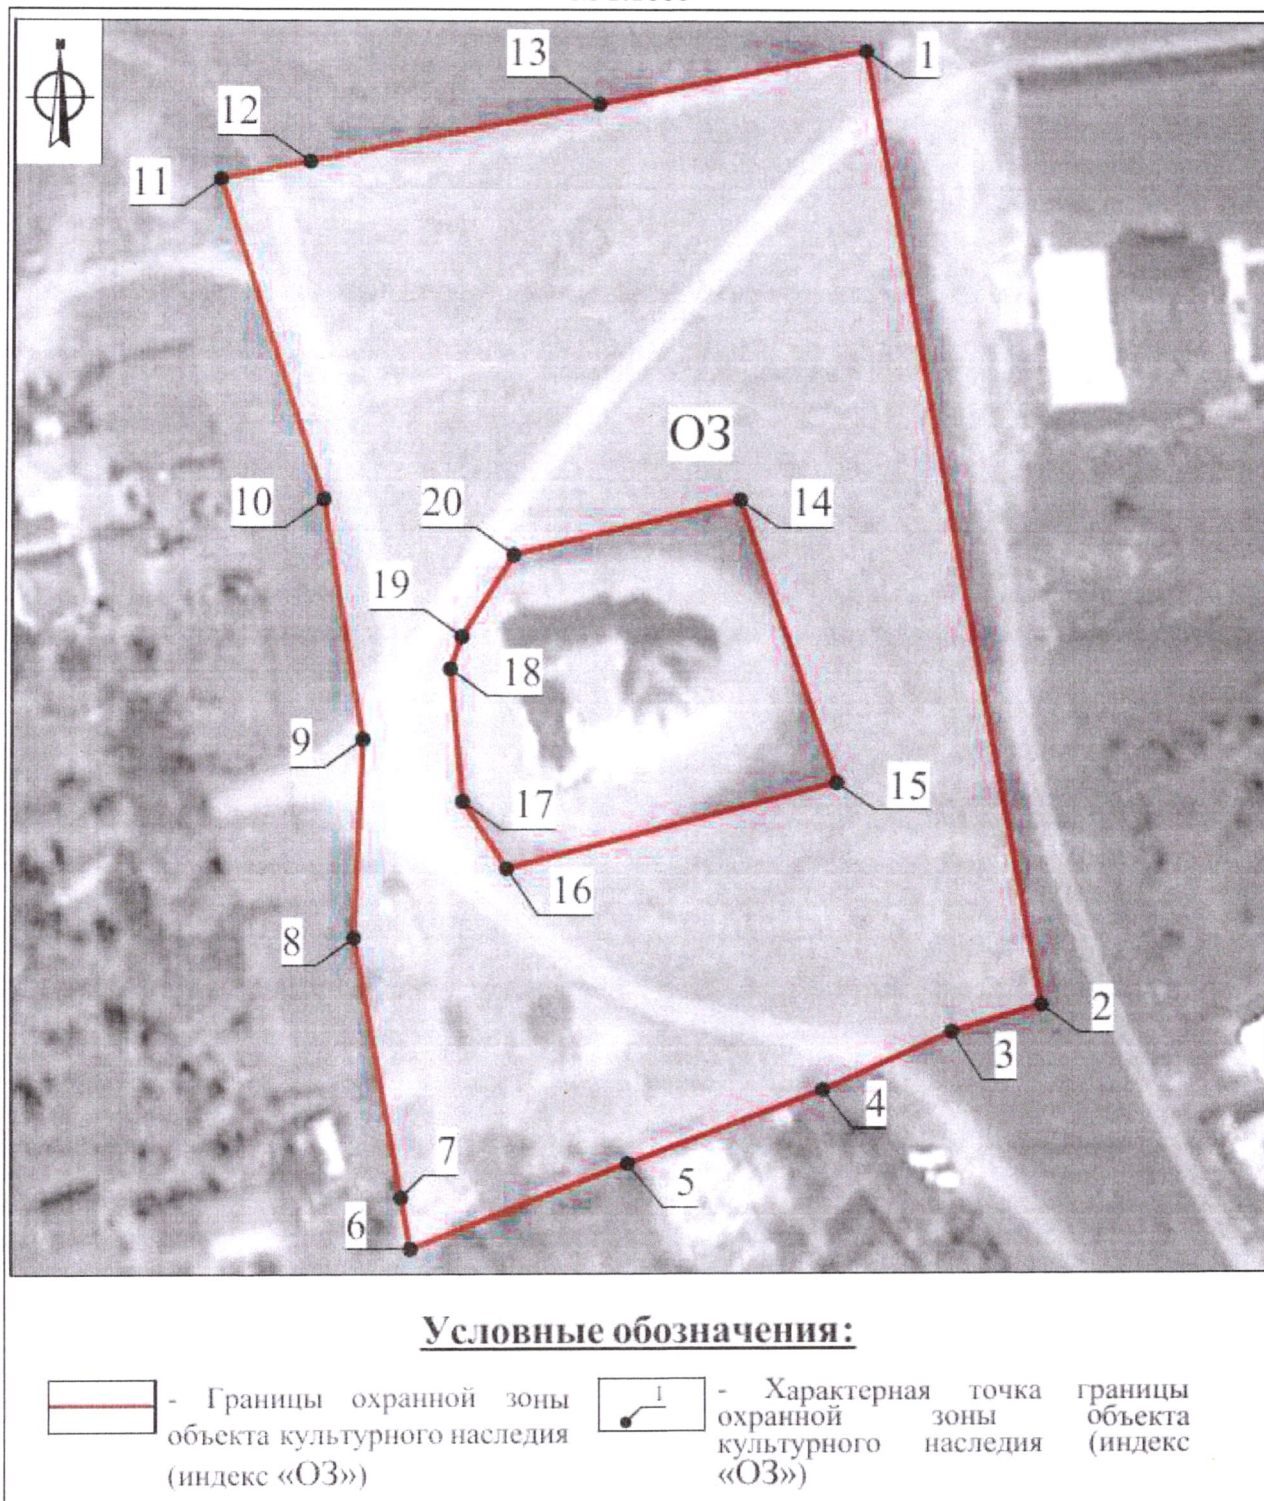 13
1
12
11
ОЗ
10
20
14
19
18
9
17
15
16
8
2
3
4
7
5
6
Условные обозначения:
- Границы охранной зоны
объекта культурного наследия
(индекс «ОЗ»)
1
- Характерная точка границы
охранной зоны объекта
культурного наследия (индекс
«ОЗ»)